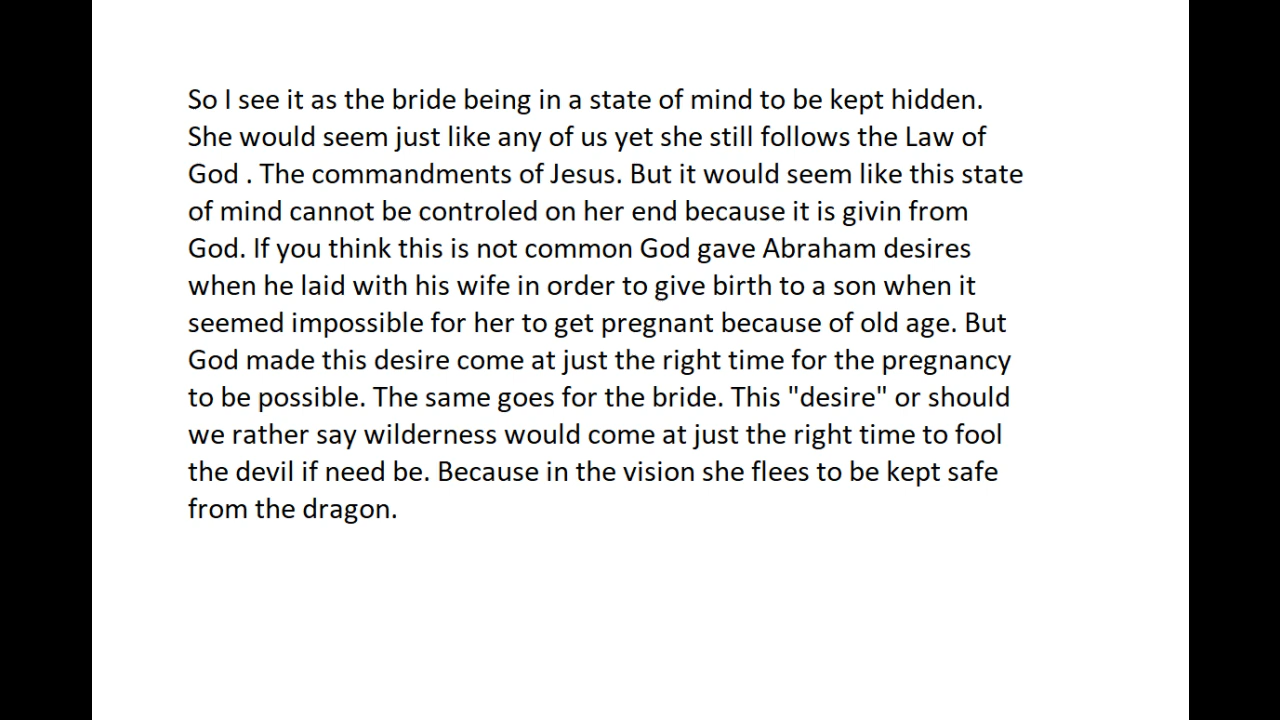 So I see it as the bride being in a state of mind to be kept hidden.
She would seem just like any of us yet she still follows the Law of
God . The commandments of Jesus. But it would seem like this state
of mind cannot be controled on her end because it is givin from
God. If you think this is not common God gave Abraham desires
when he laid with his wife in order to give birth to a son when it
seemed impossible for her to get pregnant because of old age. But
God made this desire come at just the right time for the pregnancy
to be possible. The same goes for the bride. This "desire" or should
we rather say wilderness would come at just the right time to fool
the devil if need be. Because in the vision she flees to be kept safe
from the dragon.